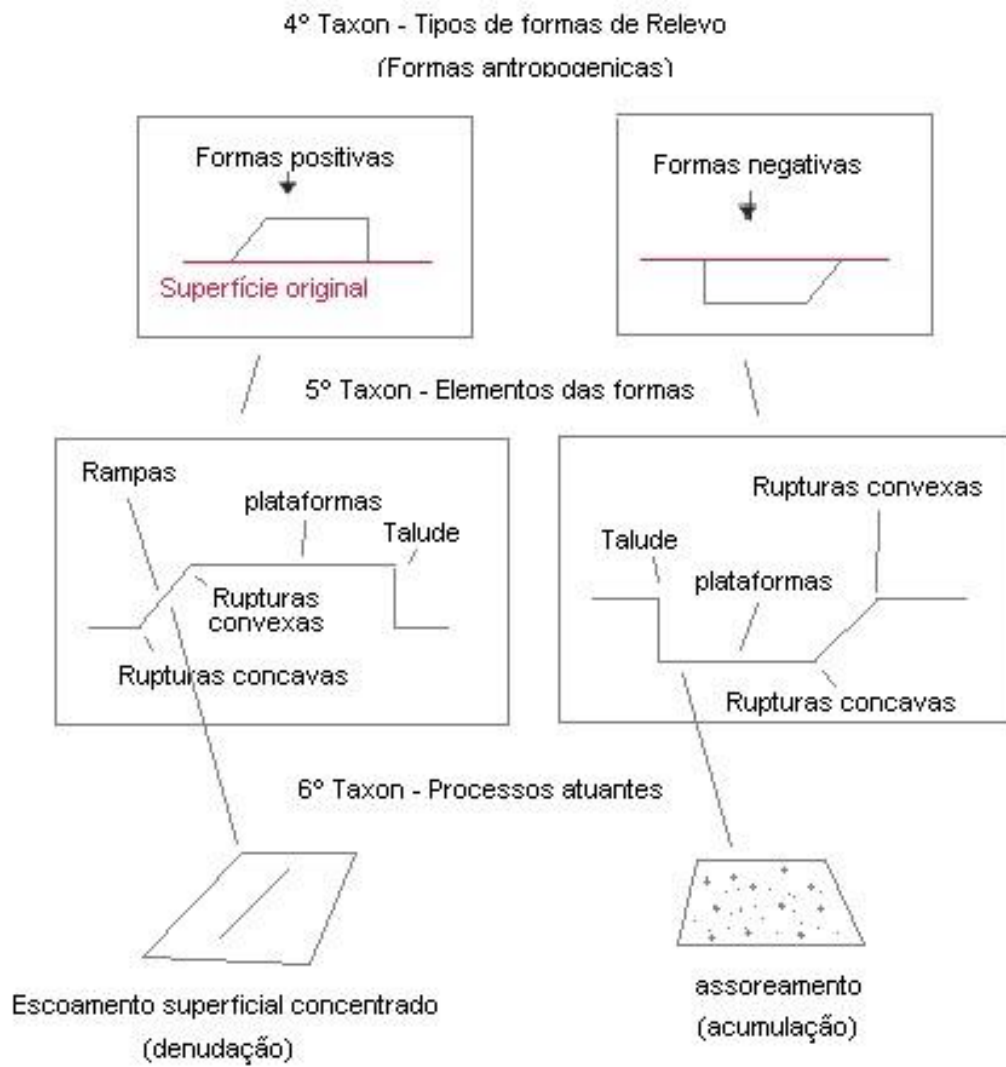 4º Taxon - Tipos de formas de Relevo
(Formas antropogenicas)
Formas positivas
Superfície original
Formas negativas
5º Taxon - Elementos das formas
Rampas
plataformas
Talude
Rupturas
convexas
Rupturas concavas
Rupturas convexas
Talude
plataformas
Rupturas concavas
6º Taxon - Processos atuantes
Escoamento superficial concentrado
(denudação)
assoreamento
(acumulação)